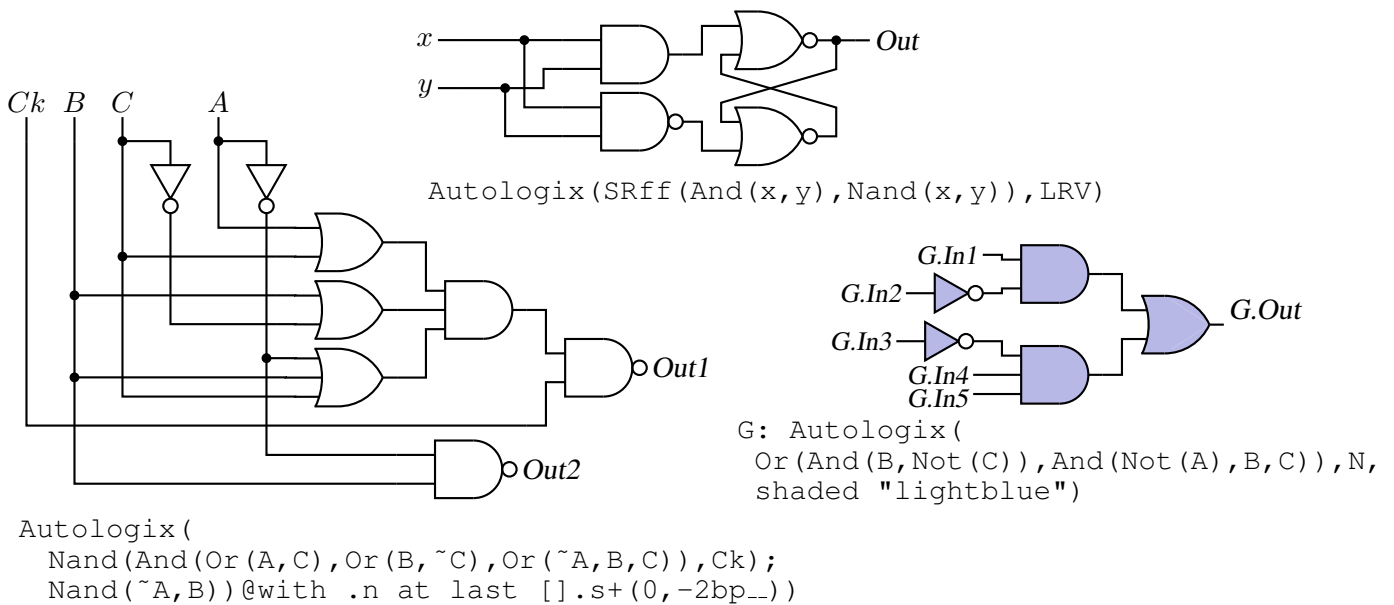 x
Out
y
Autologix(SRff(And(x,y),Nand(x,y)),LRV)
Ck B C A
Out1
Out2
Autologix(
Nand(And(Or(A,C),Or(B,˜C),Or(˜A,B,C)),Ck);
Nand(˜A,B))@with .n at last [].s+(0,-2bp__))
G.In1
G.In2
G.Out
G.In3
G.In4
G.In5
G: Autologix(
Or(And(B,Not(C)),And(Not(A),B,C)),N,
shaded "lightblue")